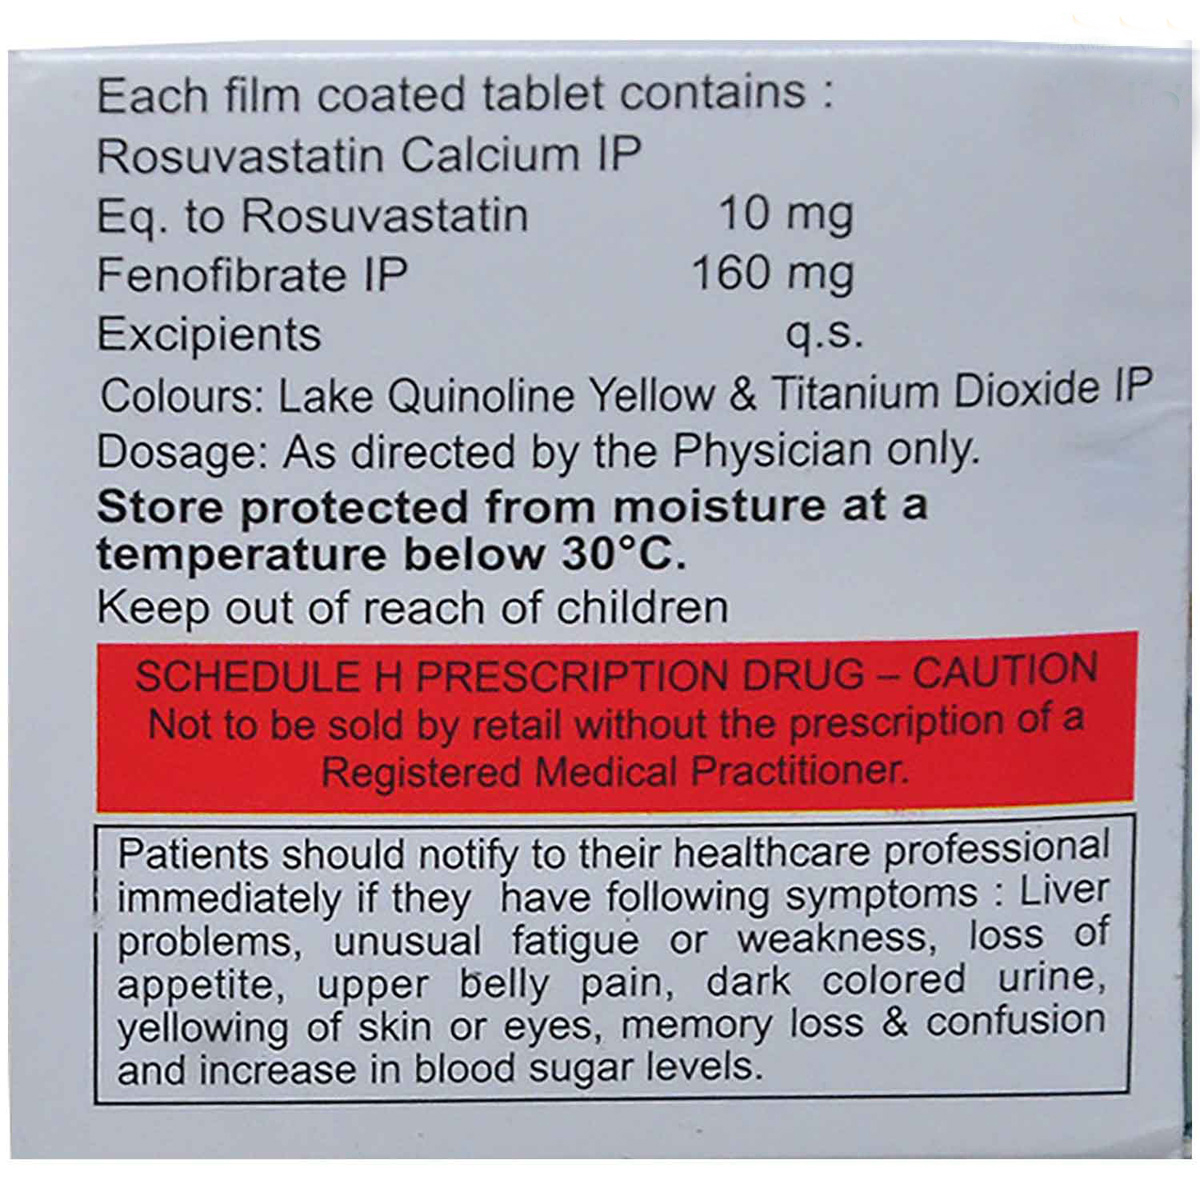 Each film coated tablet contains :
Rosuvastatin Calcium IP
Eq. to Rosuvastatin 10 mg
Fenofibrate IP 160 mg
Excipients q.s.
Colours: Lake Quinoline Yellow & Titanium Dioxide IP
Dosage: As directed by the Physician only.
Store protected from moisture at a
temperature below 30°C.
Keep out of reach of children
SCHEDULE H PRESCRIPTION DRUG – CAUTION
Not to be sold by retail without the prescription of a
Registered Medical Practitioner.
Patients should notify to their healthcare professional
immediately if they have following symptoms : Liver
problems, unusual fatigue or weakness, loss of
appetite, upper belly pain, dark colored urine,
yellowing of skin or eyes, memory loss & confusion
and increase in blood sugar levels.